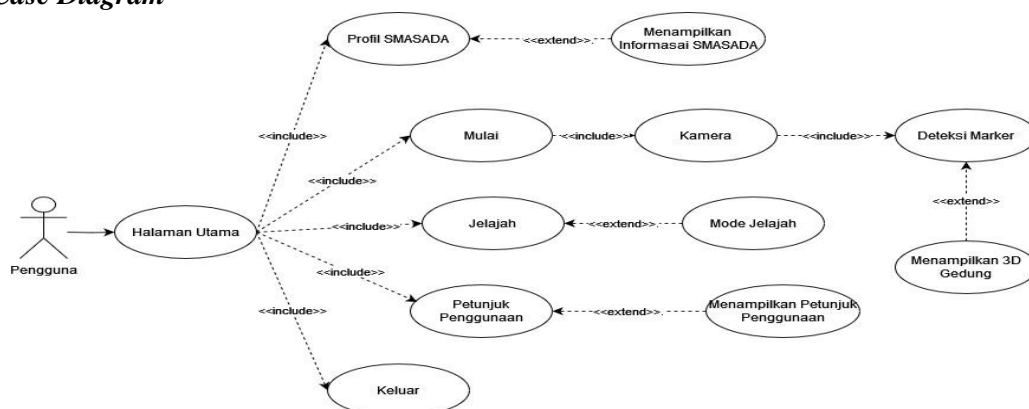 Case Diagram
Profil SMASADA
<<extend>>
Menampilkan
Informasai SMASADA
<<include>>
Mulai
<<include>>
Kamera
<<include>>
Deteksi Marker
<<include>>
<<extend>>
Pengguna
Halaman Utama
<<include>>
Jelajah
<<extend>>
Mode Jelajah
Menampilkan 3D
Gedung
<<include>>
Petunjuk
Penggunaan
<<extend>>
Menampilkan Petunjuk
Penggunaan
<<include>>
Keluar